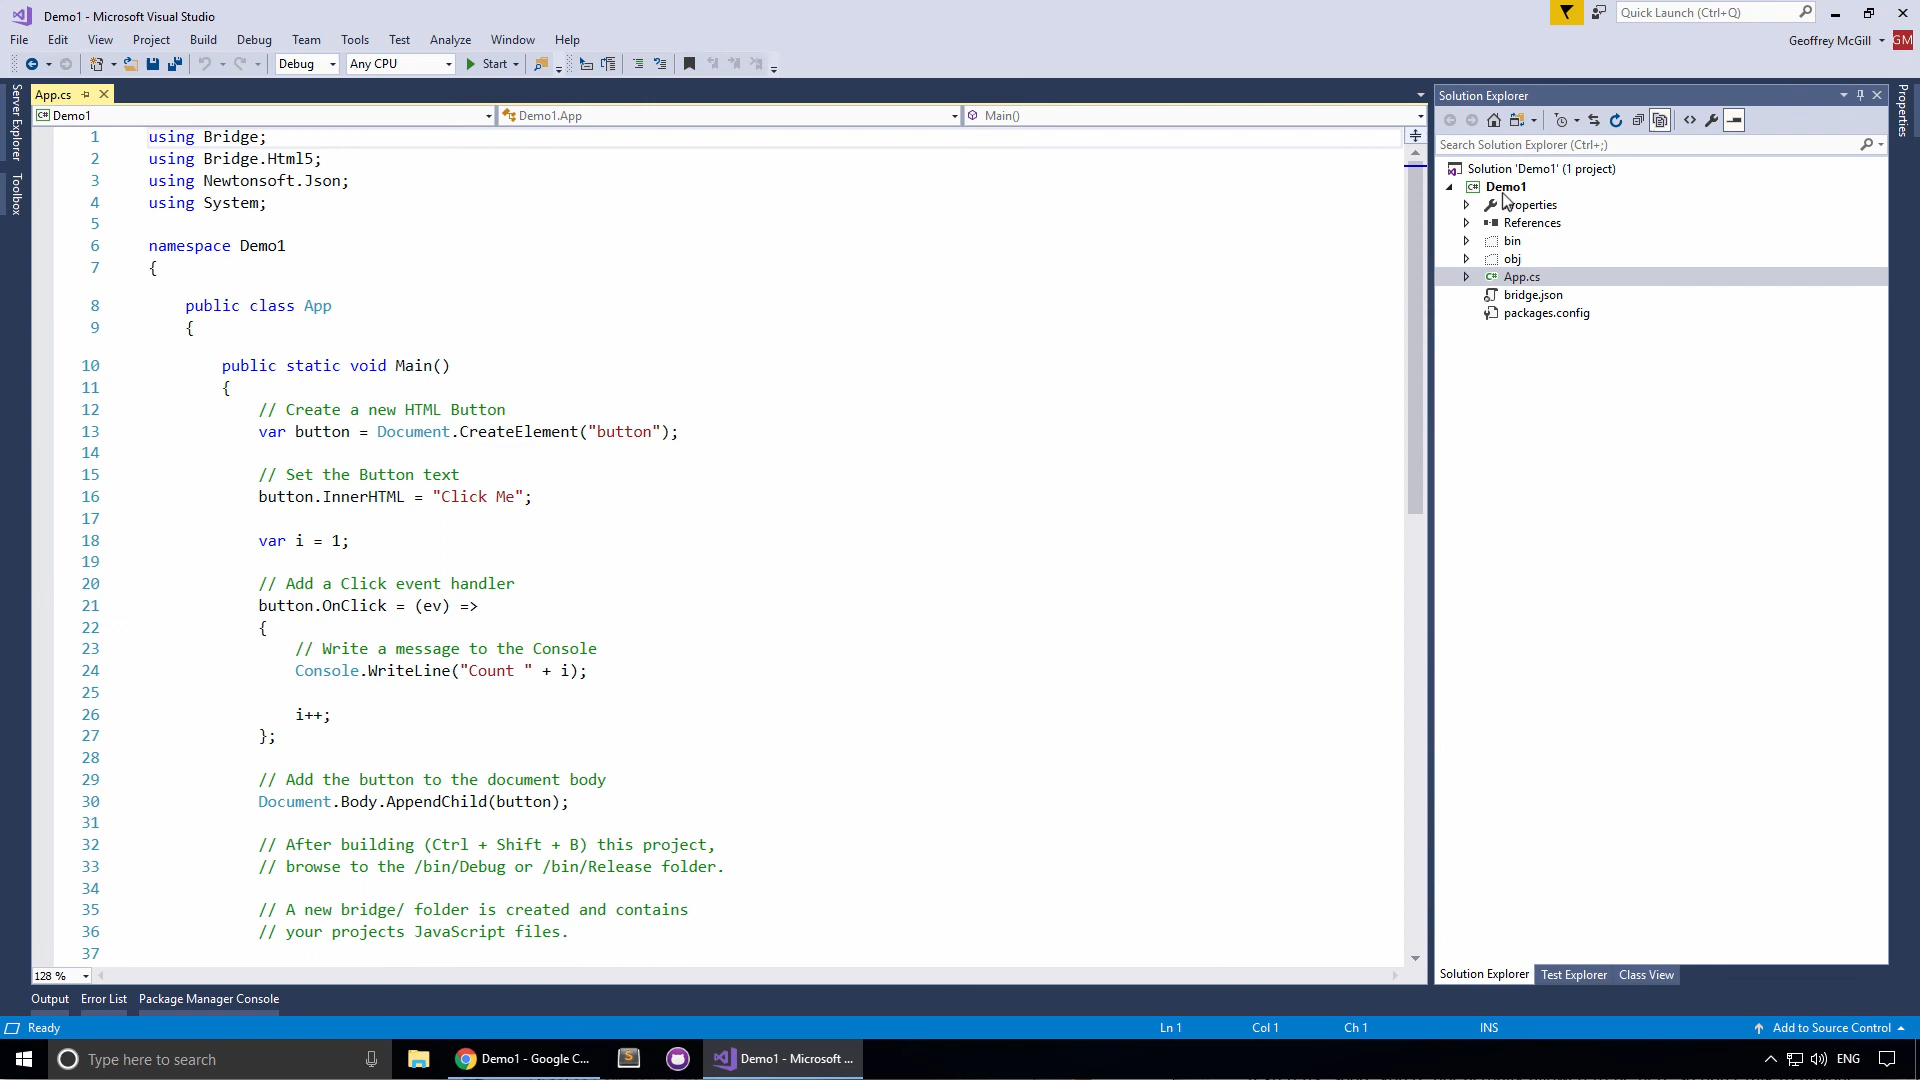 Demo1 - Microsoft Visual Studio
Quick Launch (Ctrl+Q)
File Edit View Project Build Debug Team Tools Test Analyze Window Help
Geoffrey McGill GM
Debug Any CPU Start
Server Explorer
Toolbox
App.cs
Demo1 Demo1.App Main()
1 using Bridge;
2 using Bridge.Html5;
3 using Newtonsoft.Json;
4 using System;
5
6 namespace Demo1
7 {
8 public class App
9 {
10 public static void Main()
11 {
12 // Create a new HTML Button
13 var button = Document.CreateElement("button");
14
15 // Set the Button text
16 button.InnerHTML = "Click Me";
17
18 var i = 1;
19
20 // Add a Click event handler
21 button.OnClick = (ev) =>
22 {
23 // Write a message to the Console
24 Console.WriteLine("Count " + i);
25
26 i++;
27 };
28
29 // Add the button to the document body
30 Document.Body.AppendChild(button);
31
32 // After building (Ctrl + Shift + B) this project,
33 // browse to the /bin/Debug or /bin/Release folder.
34
35 // A new bridge/ folder is created and contains
36 // your projects JavaScript files.
37
128 %
Solution Explorer
Search Solution Explorer (Ctrl+;)
Solution 'Demo1' (1 project)
C# Demo1
Properties
References
bin
obj
C# App.cs
bridge.json
packages.config
Solution Explorer Test Explorer Class View
Properties
Output Error List Package Manager Console
Ready Ln 1 Col 1 Ch 1 INS Add to Source Control
Type here to search Demo1 - Google C... Demo1 - Microsoft ... ENG